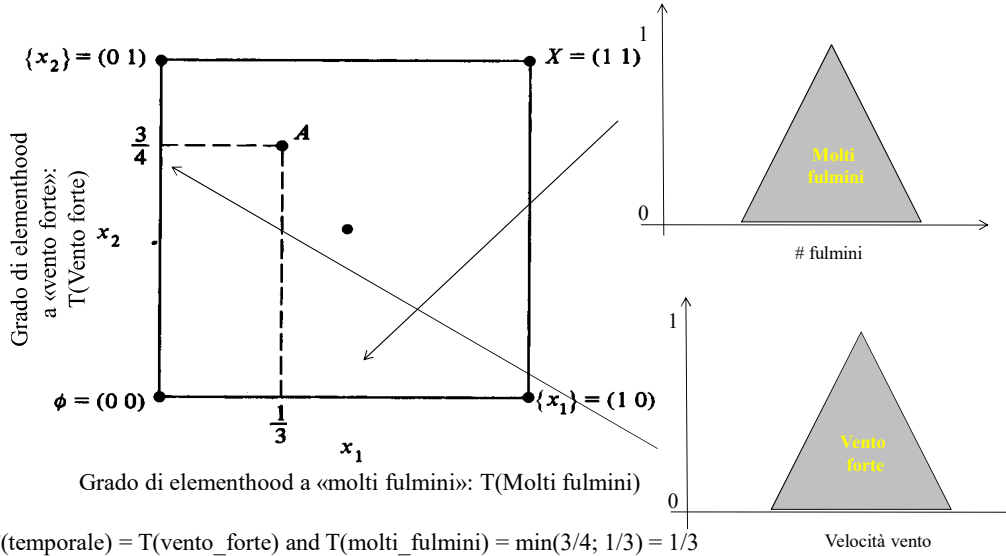 {x₂} = (0 1)
X = (1 1)
3/4
A
Grado di elementhood
a «vento forte»:
T(Vento forte)
x₂
ϕ = (0 0)
1/3
{x₁} = (1 0)
x₁
Grado di elementhood a «molti fulmini»: T(Molti fulmini)
(temporale) = T(vento_forte) and T(molti_fulmini) = min(3/4; 1/3) = 1/3
1
Molti
fulmini
0
# fulmini
1
Vento
forte
0
Velocità vento